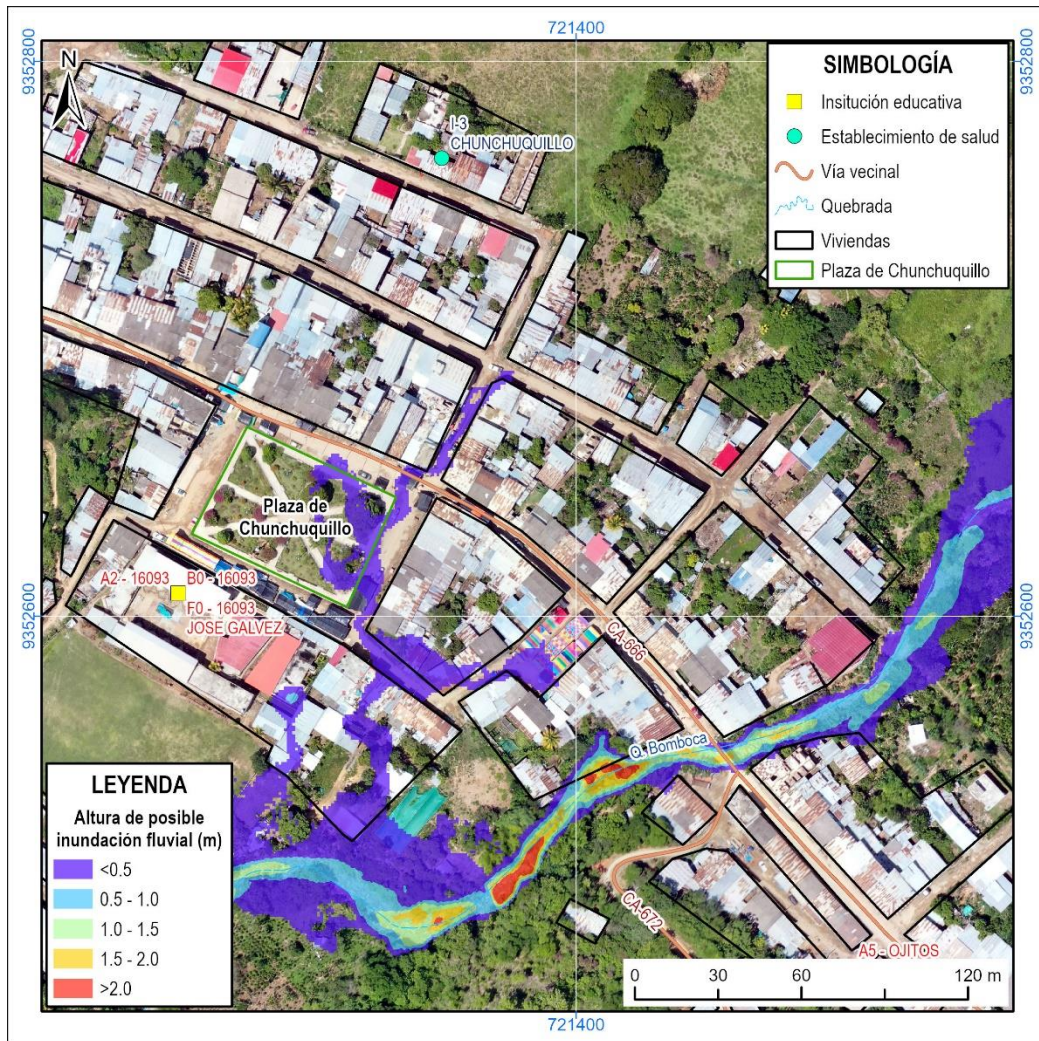 721400
9352800
9352800
N
SIMBOLOGÍA
Insitución educativa
Establecimiento de salud
Vía vecinal
Quebrada
Viviendas
Plaza de Chunchuquillo
I-3
CHUNCHUQUILLO
Plaza de
Chunchuquillo
A2 - 16093
B0 - 16093
F0 - 16093
JOSE GALVEZ
9352600
9352600
CA-666
Q. Bomboca
CA-672
A5 - OJITOS
LEYENDA
Altura de posible
inundación fluvial (m)
<0.5
0.5 - 1.0
1.0 - 1.5
1.5 - 2.0
>2.0
0 30 60 120 m
721400